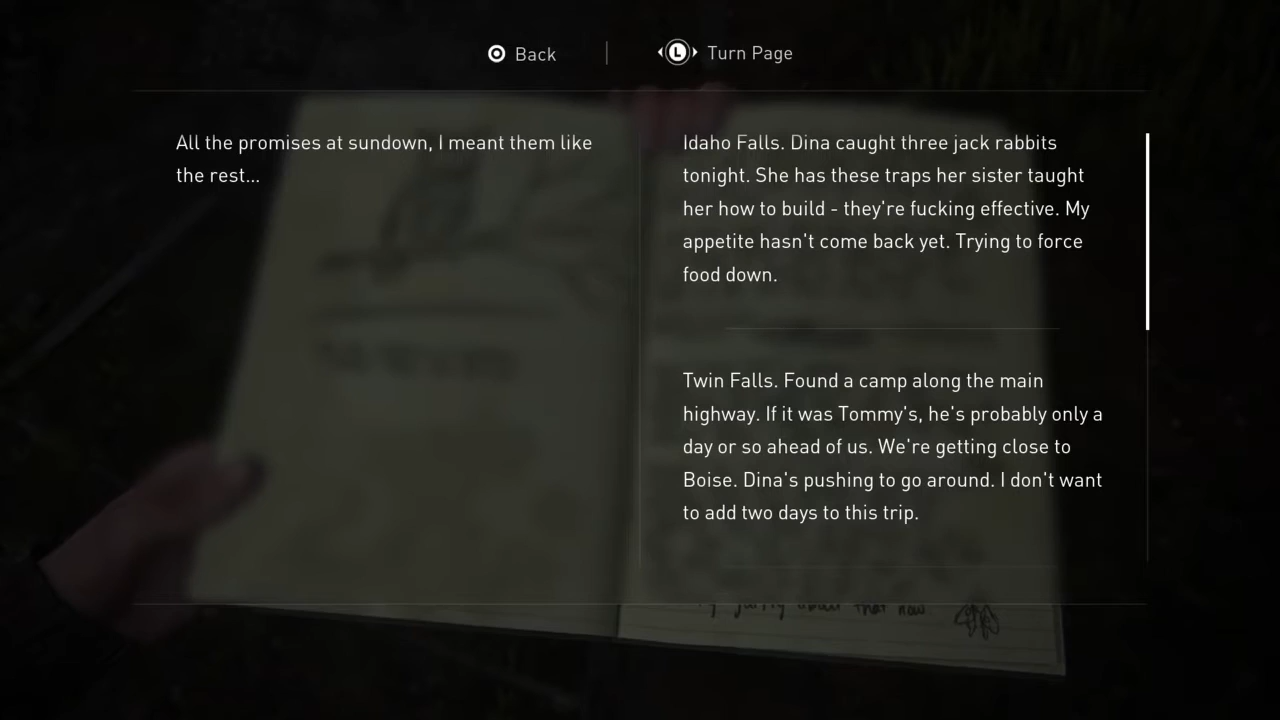 Back
L Turn Page
All the promises at sundown, I meant them like
the rest...
Idaho Falls. Dina caught three jack rabbits
tonight. She has these traps her sister taught
her how to build - they're fucking effective. My
appetite hasn't come back yet. Trying to force
food down.
Twin Falls. Found a camp along the main
highway. If it was Tommy's, he's probably only a
day or so ahead of us. We're getting close to
Boise. Dina's pushing to go around. I don't want
to add two days to this trip.
about that now